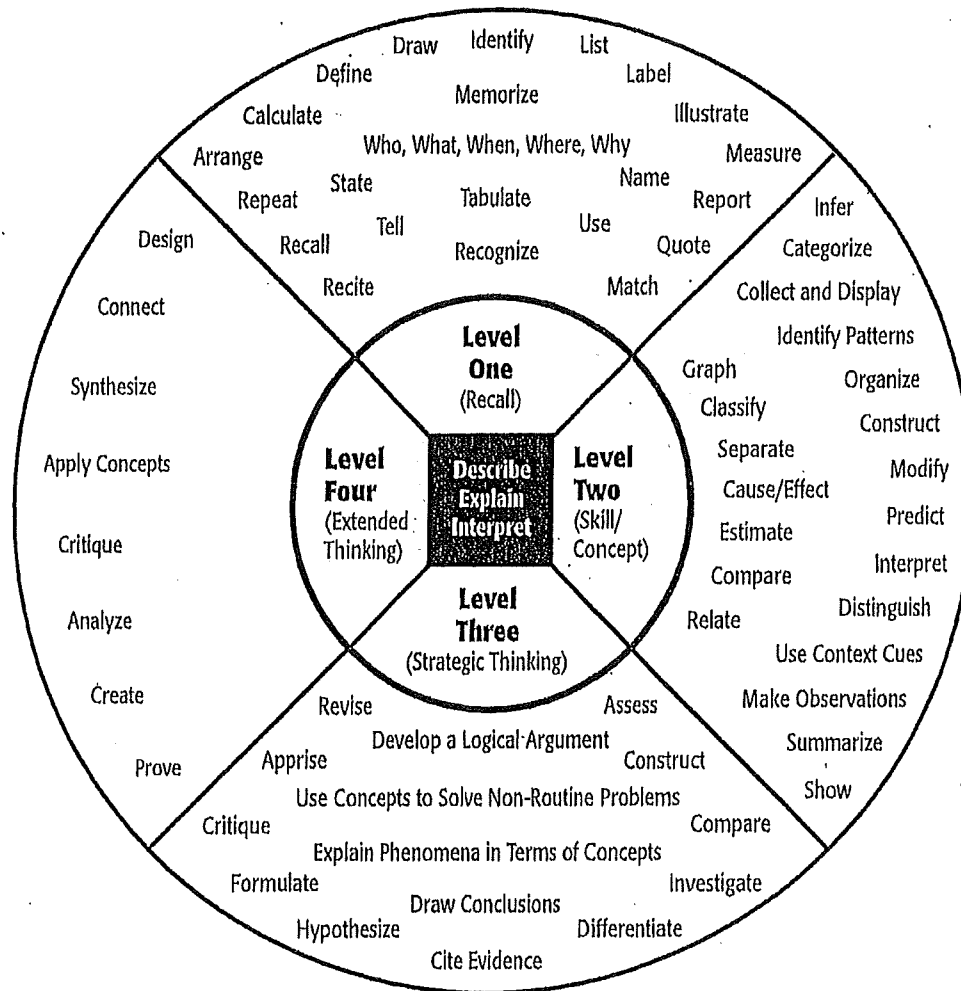 Draw
Identify
List
Define
Label
Memorize
Calculate
Illustrate
Who, What, When, Where, Why
Arrange
Measure
State
Name
Repeat
Tabulate
Report
Tell
Use
Recall
Recognize
Quote
Recite
Match
Level
One
(Recall)
Infer
Categorize
Collect and Display
Identify Patterns
Graph
Organize
Classify
Construct
Separate
Modify
Cause/Effect
Predict
Estimate
Interpret
Compare
Distinguish
Relate
Use Context Cues
Make Observations
Summarize
Show
Level
Two
(Skill/
Concept)
Describe
Explain
Interpret
Level
Three
(Strategic Thinking)
Revise
Assess
Develop a Logical Argument
Apprise
Construct
Use Concepts to Solve Non-Routine Problems
Critique
Compare
Explain Phenomena in Terms of Concepts
Formulate
Investigate
Draw Conclusions
Hypothesize
Differentiate
Cite Evidence
Level
Four
(Extended
Thinking)
Design
Connect
Synthesize
Apply Concepts
Critique
Analyze
Create
Prove